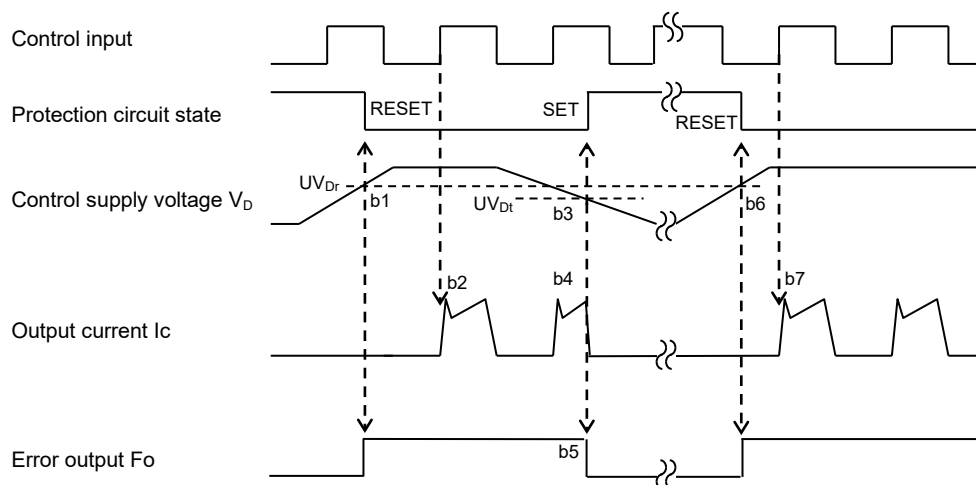 Control input
Protection circuit state
RESET
SET
RESET
Control supply voltage VD
UVDr
b1
UVDt
b3
b6
b2
b4
b7
Output current Ic
b5
Error output Fo